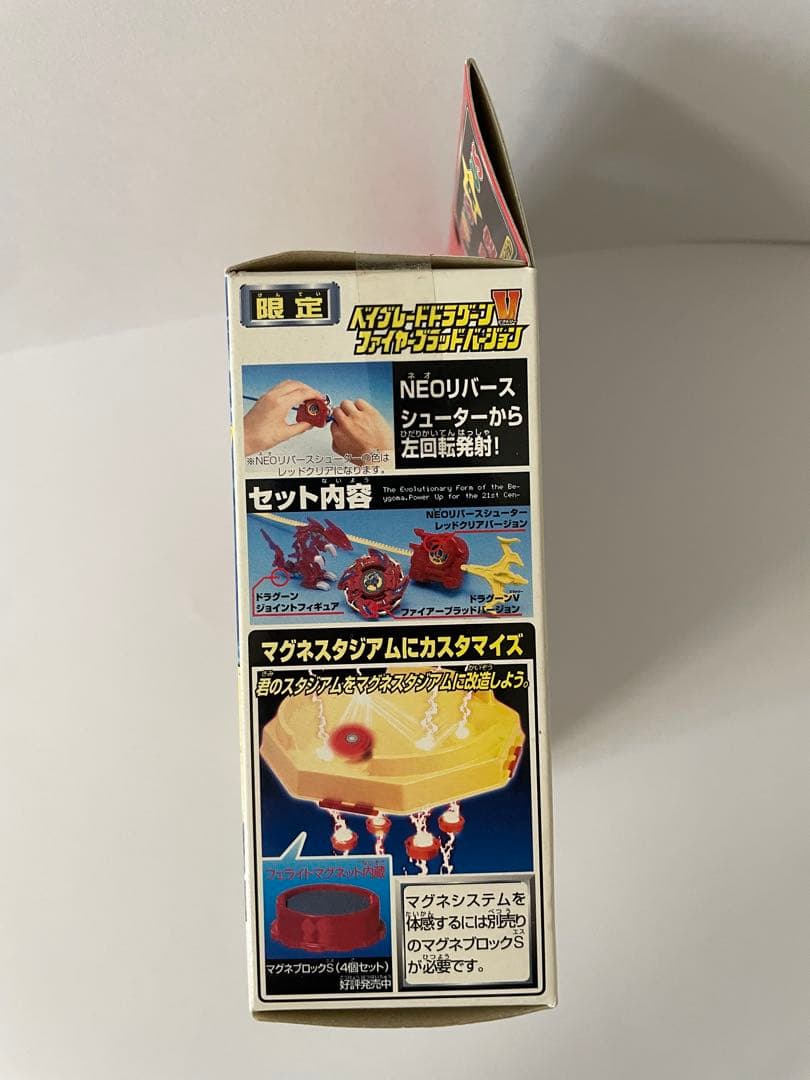 限定
ベイブレードドラグーンV
ファイヤーブラッドバージョン
NEOリバース
シューターから
左回転発射!
※NEOリバースシューターの色は
レッドクリアになります。
セット内容
The Evolutionary Form of the Be-
ygoma.Power Up for the 21st Cen-
NEOリバースシューター
レッドクリアバージョン
ドラグーン
ジョイントフィギュア
ドラグーンV
ファイアーブラッドバージョン
マグネスタジアムにカスタマイズ
君のスタジアムをマグネスタジアムに改造しよう。
フェライトマグネット内蔵
マグネブロックS(4個セット)
好評発売中
マグネシステムを
体感するには別売り
のマグネブロックS
が必要です。